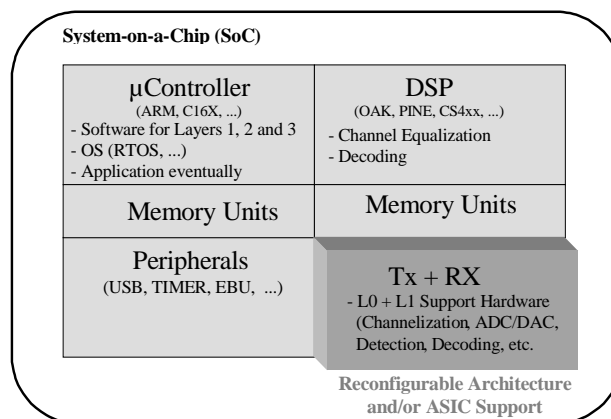 System-on-a-Chip (SoC)
µController
(ARM, C16X, ...)
- Software for Layers 1, 2 and 3
- OS (RTOS, ...)
- Application eventually
DSP
(OAK, PINE, CS4xx, ...)
- Channel Equalization
- Decoding
Memory Units
Memory Units
Peripherals
(USB, TIMER, EBU, ...)
Tx + RX
- L0 + L1 Support Hardware
(Channelization, ADC/DAC,
Detection, Decoding, etc.
Reconfigurable Architecture
and/or ASIC Support